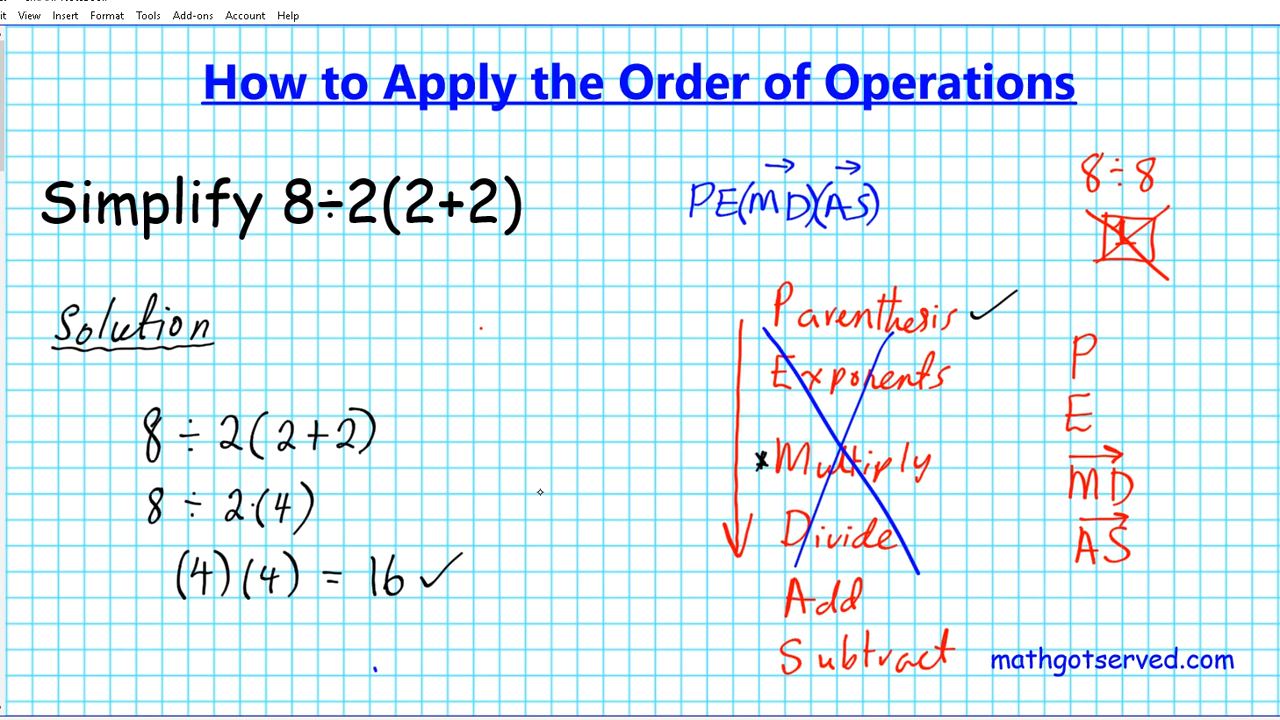 it View Insert Format Tools Add-ons Account Help
How to Apply the Order of Operations
Simplify 8÷2(2+2)
PE(MD)(AS)
8÷8
1
Solution
8 ÷ 2(2+2)
8 ÷ 2·(4)
(4)(4) = 16 ✓
Parenthesis ✓
Exponents
*Multiply
Divide
Add
Subtract
P
E
MD
AS
mathgotserved.com